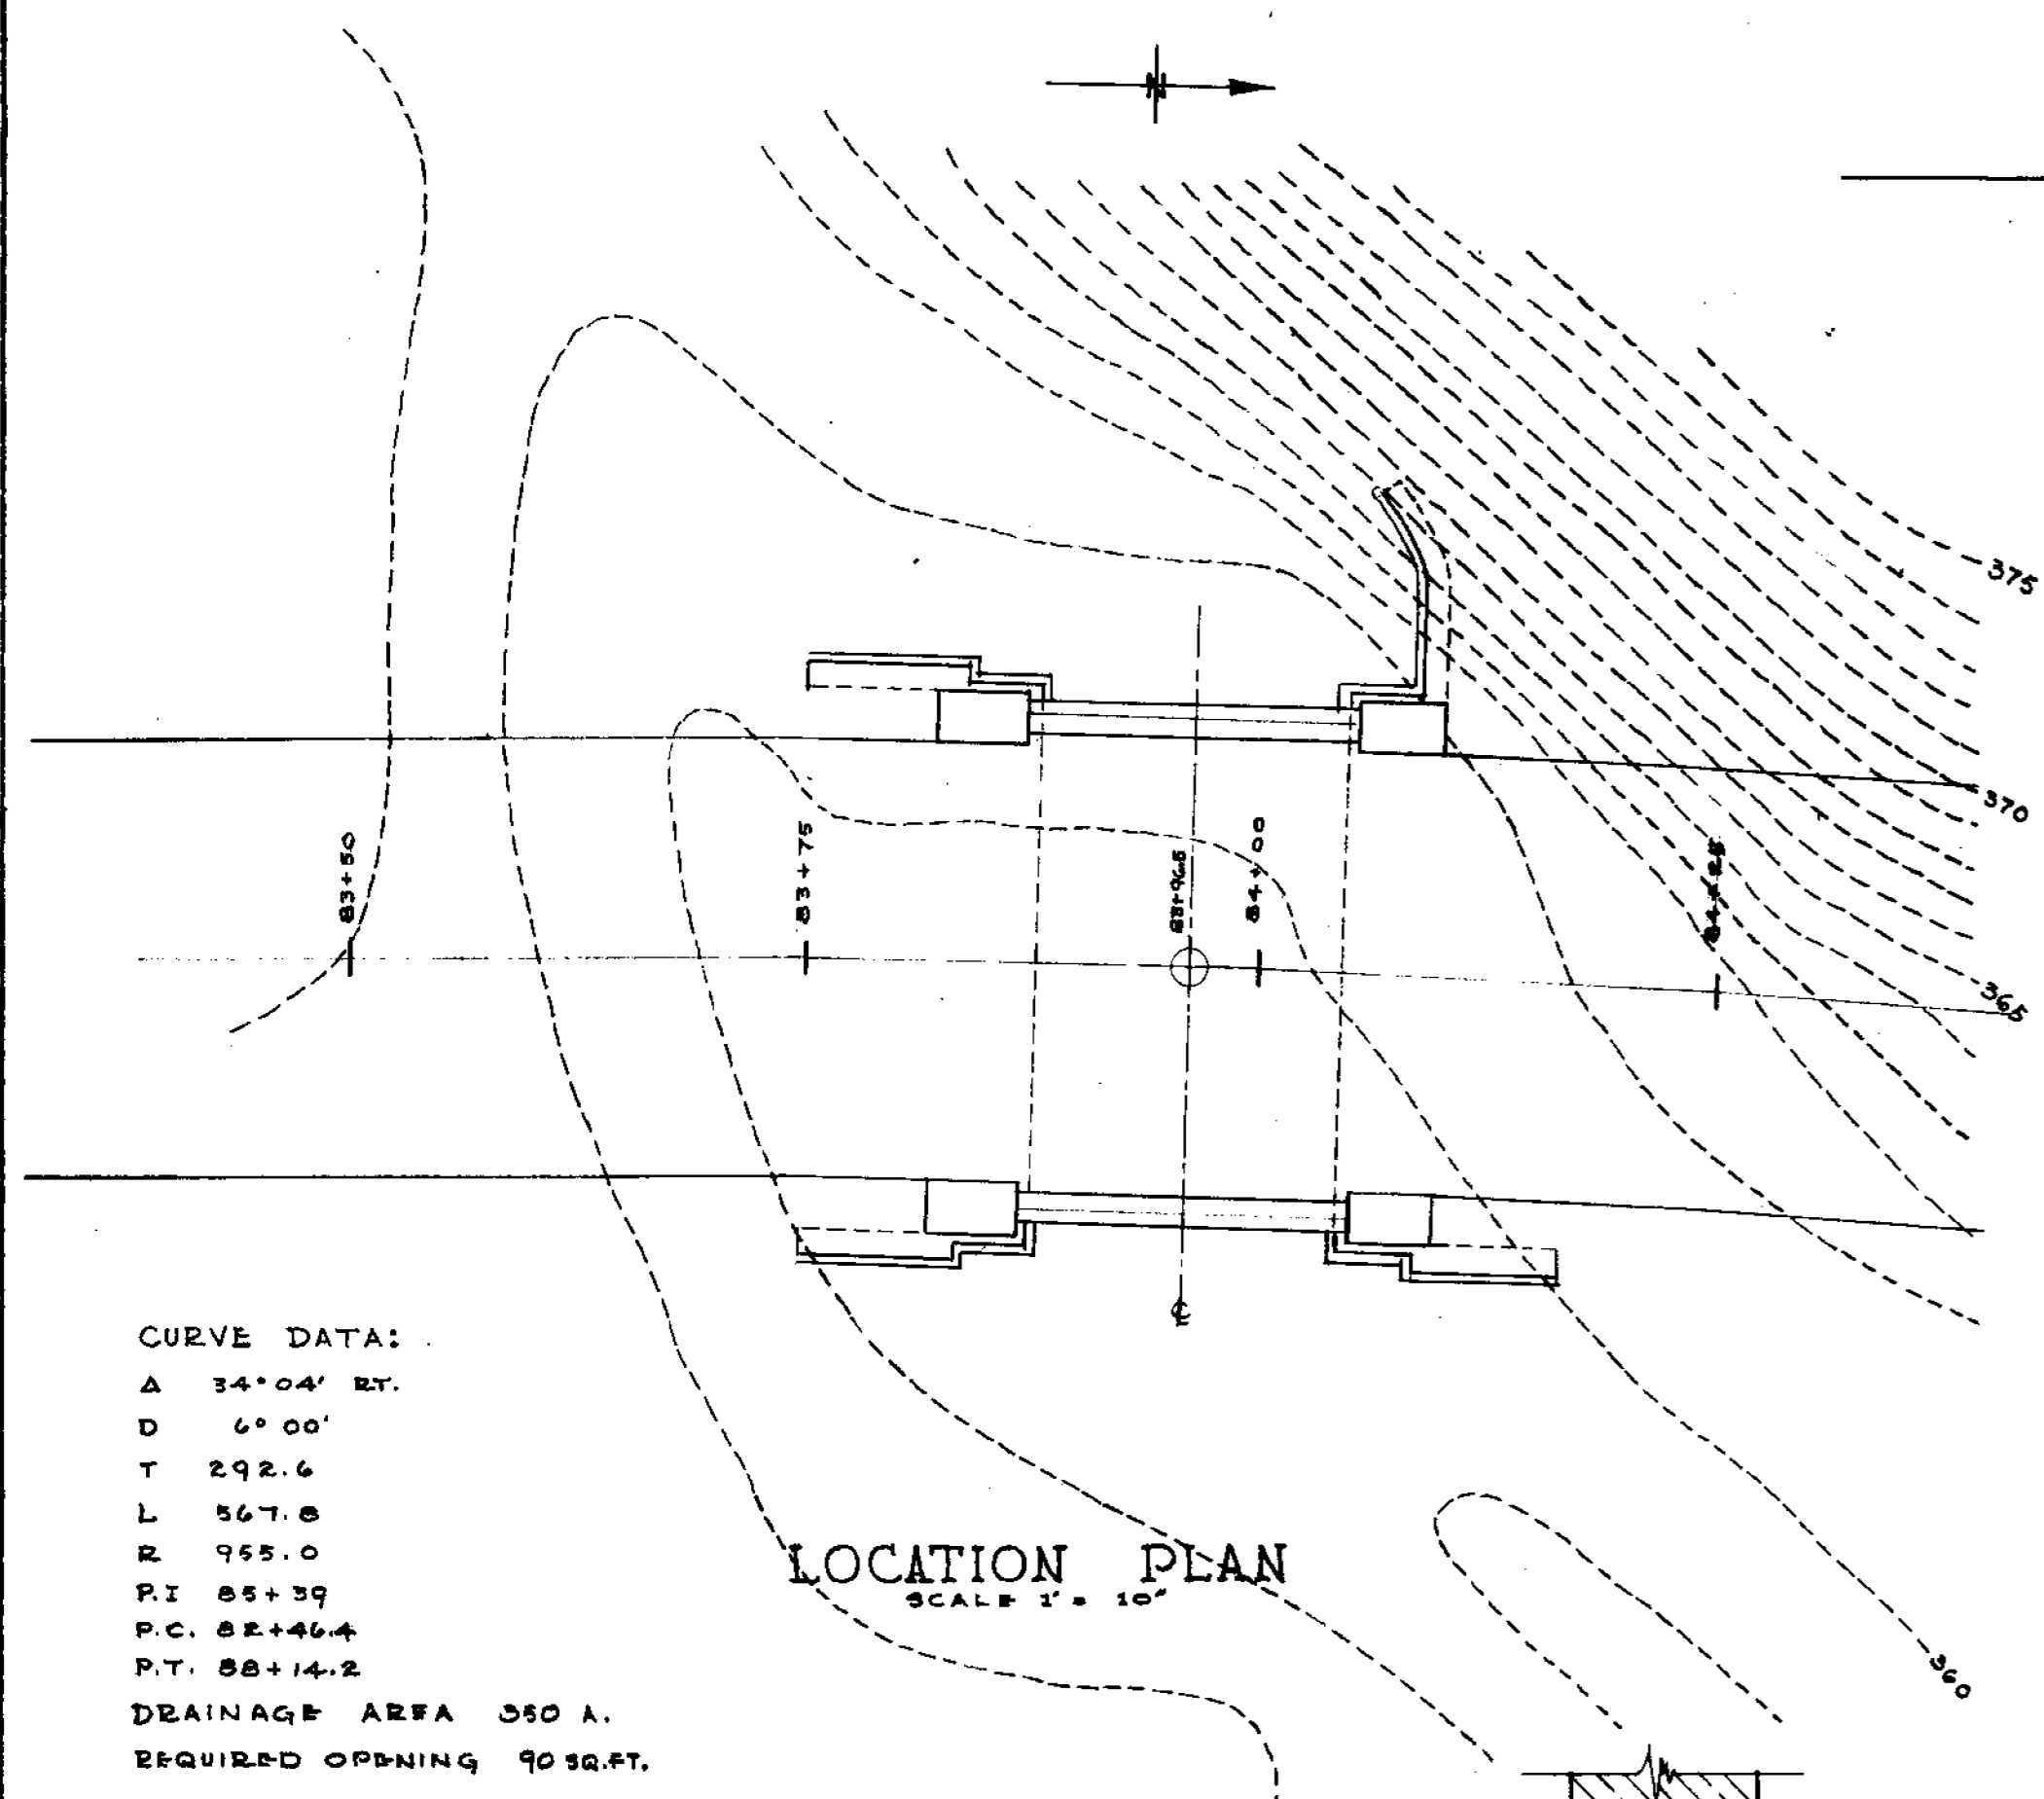 N
375
370
83+50
83+75
83+96.5
84+00
84+25
365
℄
CURVE DATA:
Δ 34°04' RT.
D 6°00'
T 292.6
L 567.8
R 955.0
P.I 85+39
P.C. 82+46.4
P.T. 88+14.2
DRAINAGE AREA 350 A.
REQUIRED OPENING 90 SQ.FT.
LOCATION PLAN
SCALE 1" = 10'
360